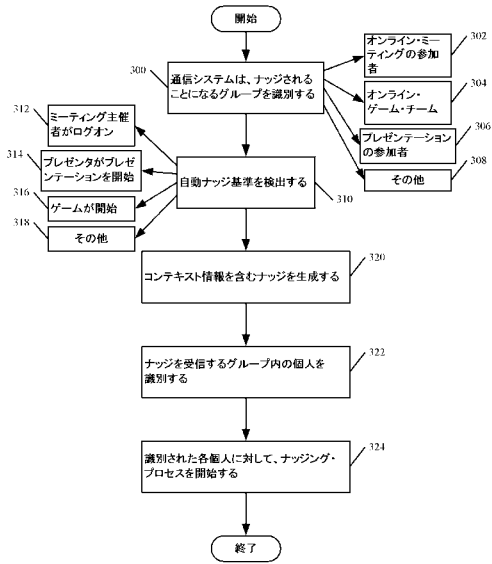 開始
300
通信システムは、ナッジされる
ことになるグループを識別する
302
オンライン・ミー
ティングの参加
者
304
オンライン・
ゲーム・チーム
306
プレゼンテーション
の参加者
308
その他
312
ミーティング主催
者がログオン
314
プレゼンタがプレゼ
ンテーションを開始
316
ゲームが開始
318
その他
自動ナッジ基準を検出する
310
コンテキスト情報を含むナッジを生成する
320
ナッジを受信するグループ内の個人を
識別する
322
識別された各個人に対して、ナッジング・
プロセスを開始する
324
終了